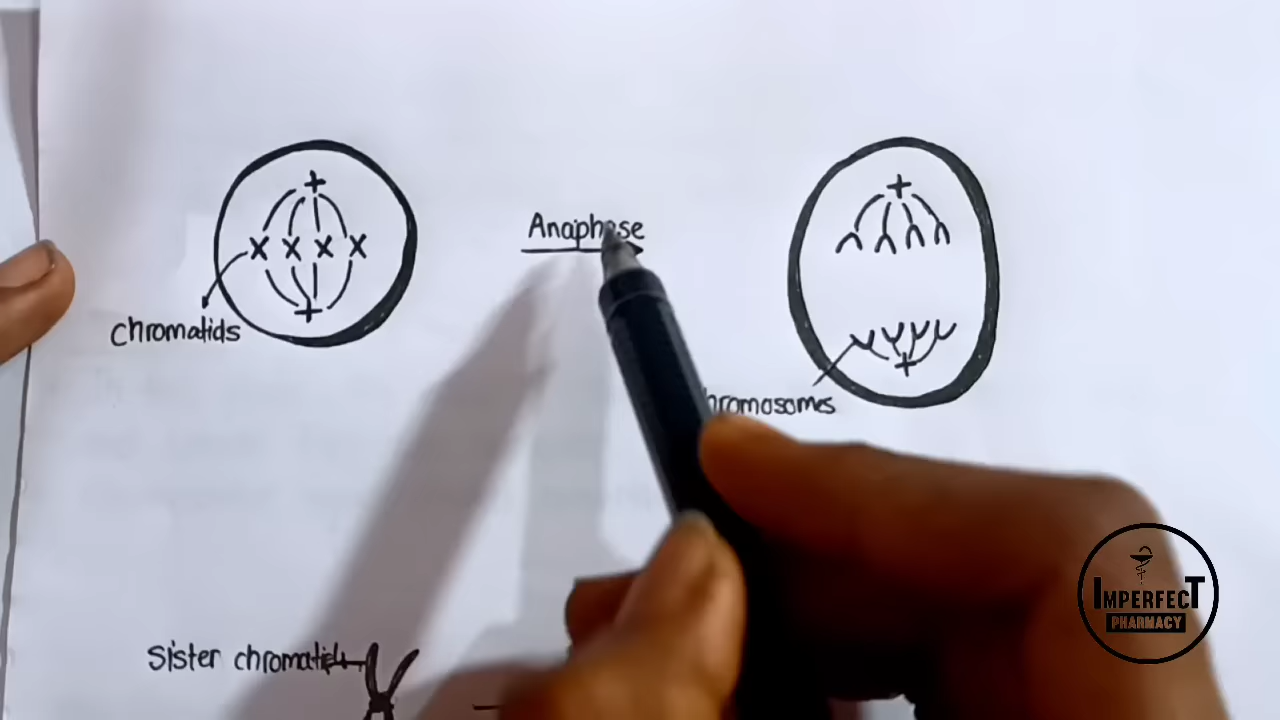 Anaphase
chromatids
hromosomes
sister chromatid
IMPERFECT
PHARMACY